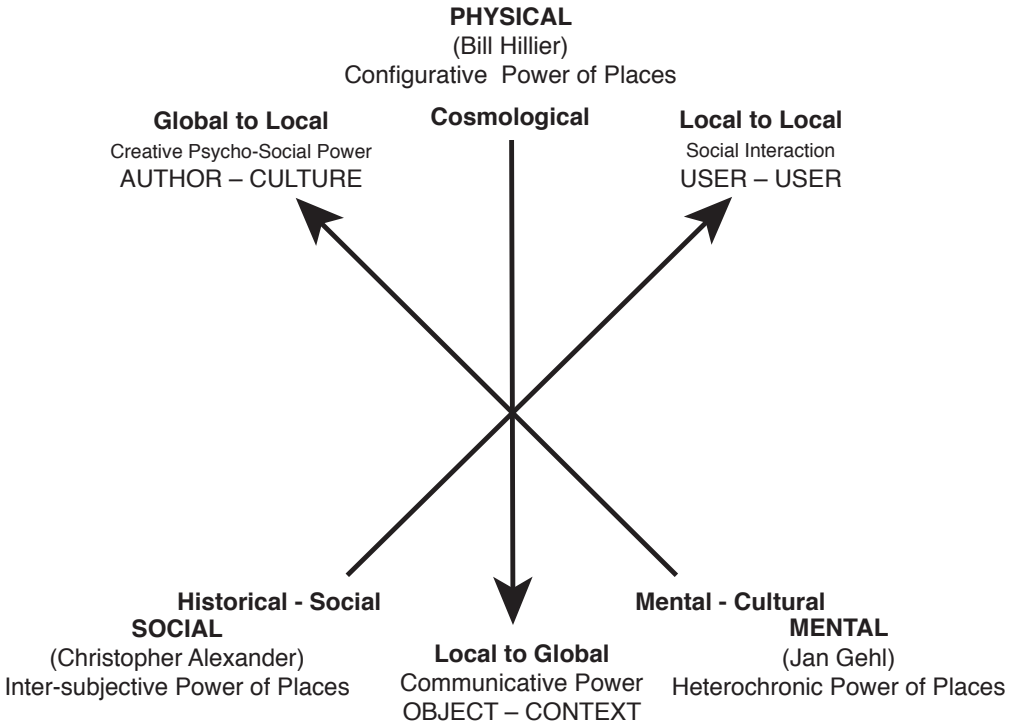 PHYSICAL
(Bill Hillier)
Configurative Power of Places
Cosmological
Global to Local
Creative Psycho-Social Power
AUTHOR – CULTURE
Local to Local
Social Interaction
USER – USER
Historical - Social
SOCIAL
(Christopher Alexander)
Inter-subjective Power of Places
Local to Global
Communicative Power
OBJECT – CONTEXT
Mental - Cultural
MENTAL
(Jan Gehl)
Heterochronic Power of Places